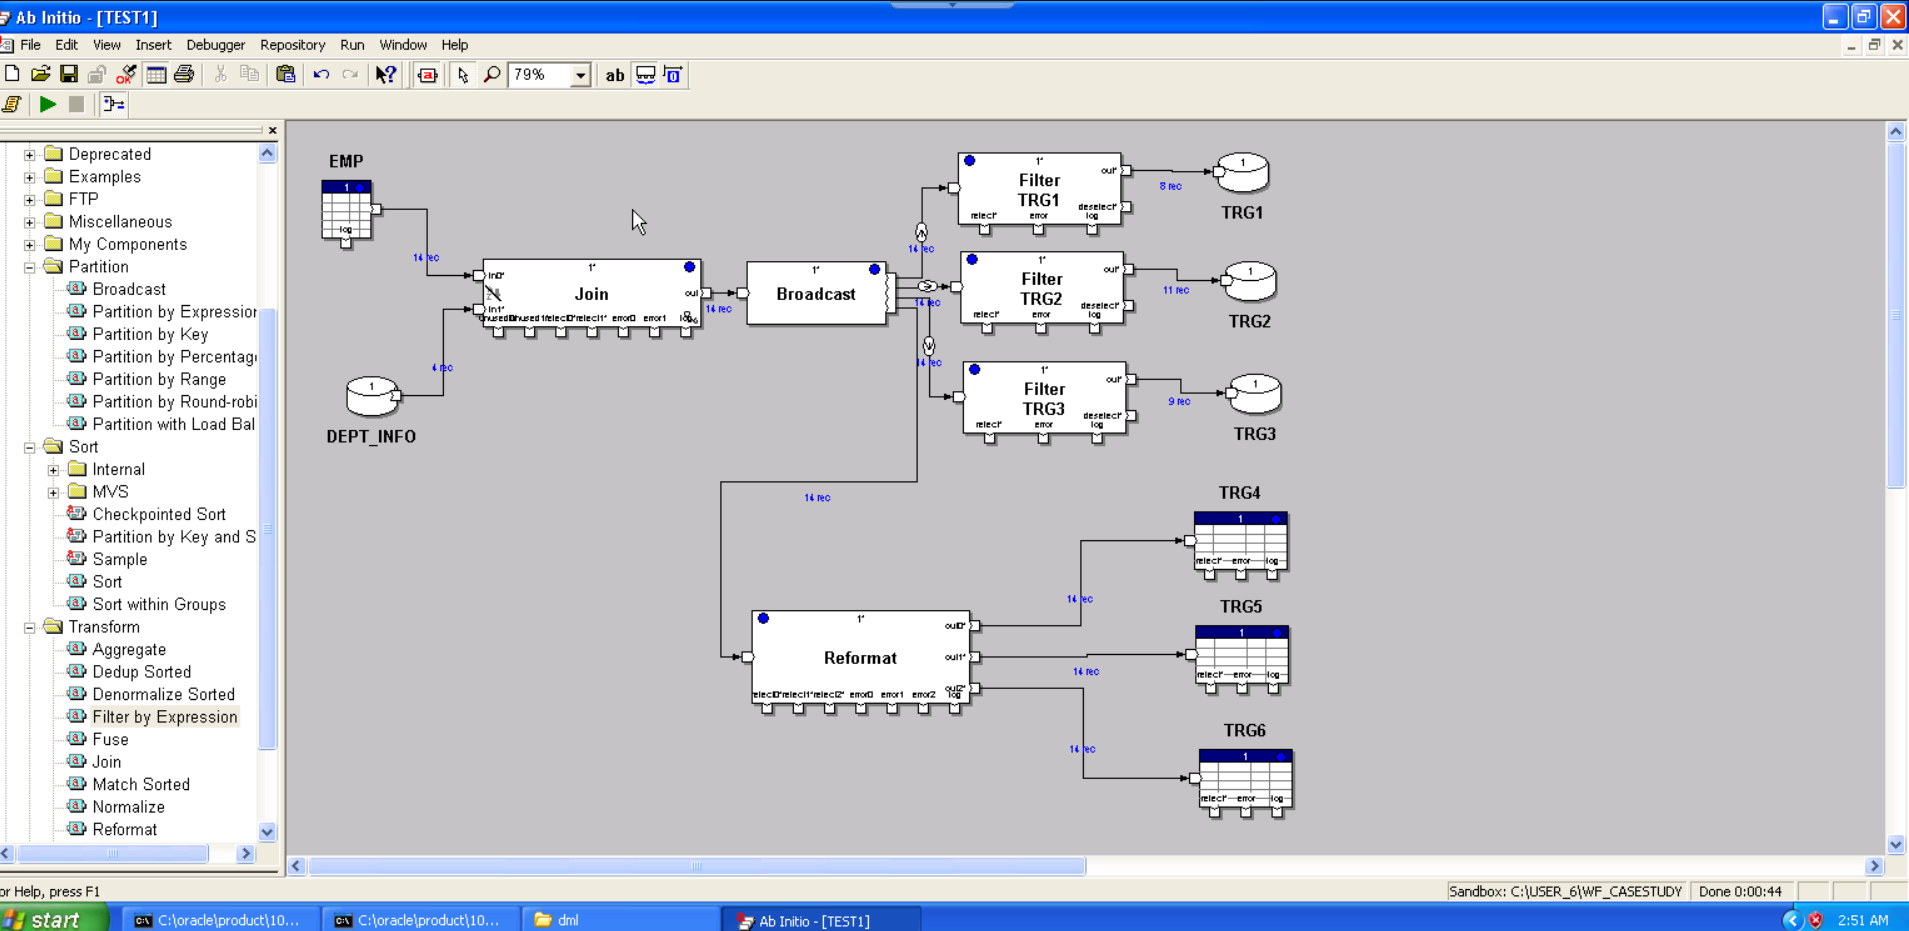 Ab Initio - [TEST1]
File Edit View Insert Debugger Repository Run Window Help
79%
ab
Deprecated
Examples
FTP
Miscellaneous
My Components
Partition
Broadcast
Partition by Expression
Partition by Key
Partition by Percentag
Partition by Range
Partition by Round-robi
Partition with Load Bal
Sort
Internal
MVS
Checkpointed Sort
Partition by Key and S
Sample
Sort
Sort within Groups
Transform
Aggregate
Dedup Sorted
Denormalize Sorted
Filter by Expression
Fuse
Join
Match Sorted
Normalize
Reformat
EMP
1
log
14 rec
4 rec
1
DEPT_INFO
1*
in0*
in1*
Join
out
error0 error1
14 rec
1*
Broadcast
14 rec
14 rec
14 rec
1*
Filter
TRG1
out*
deselect*
reject* error log
8 rec
1
TRG1
1*
Filter
TRG2
out*
deselect*
reject* error log
11 rec
1
TRG2
1*
Filter
TRG3
out*
deselect*
reject* error log
9 rec
1
TRG3
14 rec
1*
Reformat
out0*
out1*
out2*
error0 error1 error2 log
14 rec
14 rec
14 rec
TRG4
1
reject* error log
TRG5
1
reject* error log
TRG6
1
reject* error log
or Help, press F1
Sandbox: C:\USER_6\WF_CASESTUDY
Done 0:00:44
start
C:\oracle\product\10...
C:\oracle\product\10...
dml
Ab Initio - [TEST1]
2:51 AM